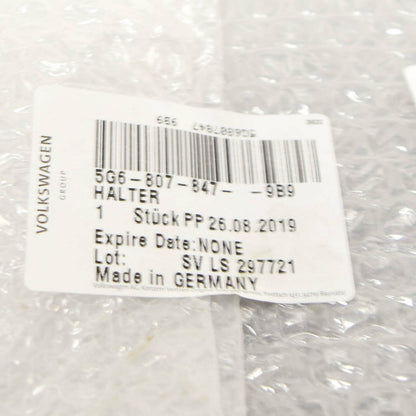 VOLKSWAGEN
GROUP
5G6-807-847- -9B9
HALTER
1 Stück PP 26.08.2019
Expire Date: NONE
Lot: SV LS 297721
Made in GERMANY